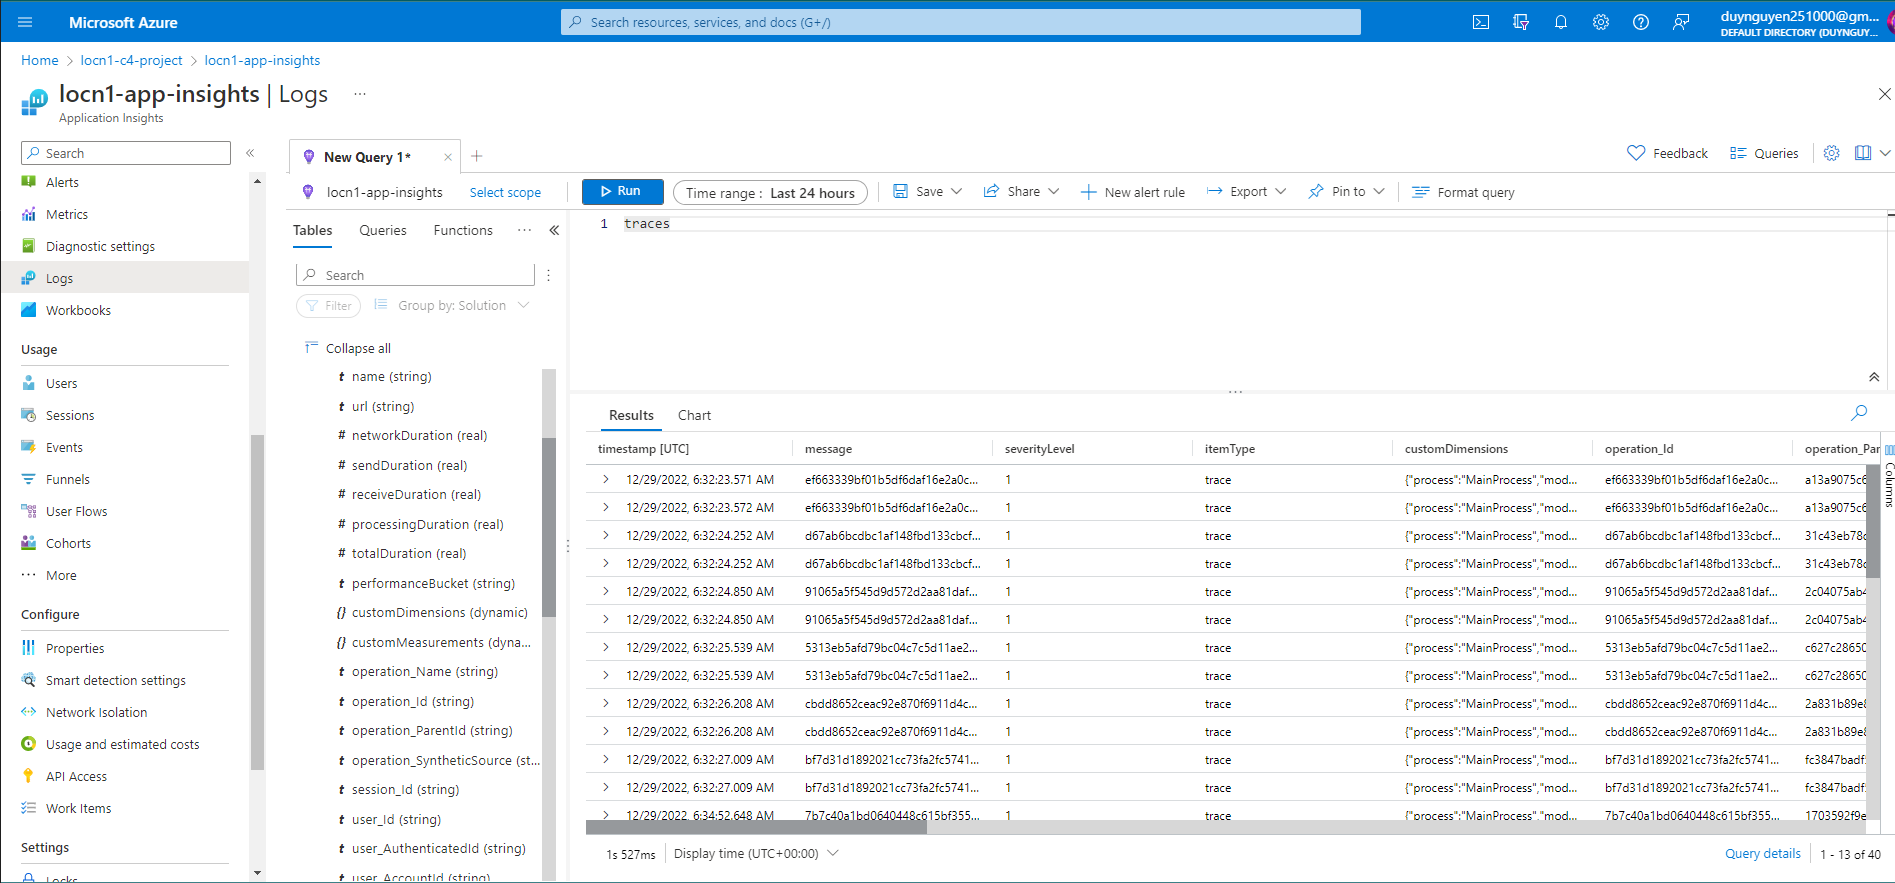 Microsoft Azure
Search resources, services, and docs (G+/)
duynguyen251000@gm...
DEFAULT DIRECTORY (DUYNGUY...
Home > locn1-c4-project > locn1-app-insights
locn1-app-insights | Logs ...
Application Insights
Search
Alerts
Metrics
Diagnostic settings
Logs
Workbooks
Usage
Users
Sessions
Events
Funnels
User Flows
Cohorts
More
Configure
Properties
Smart detection settings
Network Isolation
Usage and estimated costs
API Access
Work Items
Settings
Locks
New Query 1*
Feedback
Queries
locn1-app-insights
Select scope
Run
Time range : Last 24 hours
Save
Share
New alert rule
Export
Pin to
Format query
Tables
Queries
Functions
Search
Filter
Group by: Solution
Collapse all
t name (string)
t url (string)
# networkDuration (real)
# sendDuration (real)
# receiveDuration (real)
# processingDuration (real)
# totalDuration (real)
t performanceBucket (string)
{} customDimensions (dynamic)
{} customMeasurements (dyna...
t operation_Name (string)
t operation_Id (string)
t operation_ParentId (string)
t operation_SyntheticSource (st...
t session_Id (string)
t user_Id (string)
t user_AuthenticatedId (string)
t user_AccountId (string)
1 traces
Results
Chart
timestamp [UTC] message severityLevel itemType customDimensions operation_Id operation_Par
12/29/2022, 6:32:23.571 AM ef663339bf01b5df6daf16e2a0c... 1 trace {"process":"MainProcess","mod... ef663339bf01b5df6daf16e2a0c... a13a9075c6
12/29/2022, 6:32:23.572 AM ef663339bf01b5df6daf16e2a0c... 1 trace {"process":"MainProcess","mod... ef663339bf01b5df6daf16e2a0c... a13a9075c6
12/29/2022, 6:32:24.252 AM d67ab6bcdbc1af148fbd133cbcf... 1 trace {"process":"MainProcess","mod... d67ab6bcdbc1af148fbd133cbcf... 31c43eb78c
12/29/2022, 6:32:24.252 AM d67ab6bcdbc1af148fbd133cbcf... 1 trace {"process":"MainProcess","mod... d67ab6bcdbc1af148fbd133cbcf... 31c43eb78c
12/29/2022, 6:32:24.850 AM 91065a5f545d9d572d2aa81daf... 1 trace {"process":"MainProcess","mod... 91065a5f545d9d572d2aa81daf... 2c04075ab4
12/29/2022, 6:32:24.850 AM 91065a5f545d9d572d2aa81daf... 1 trace {"process":"MainProcess","mod... 91065a5f545d9d572d2aa81daf... 2c04075ab4
12/29/2022, 6:32:25.539 AM 5313eb5afd79bc04c7c5d11ae2... 1 trace {"process":"MainProcess","mod... 5313eb5afd79bc04c7c5d11ae2... c627c28650
12/29/2022, 6:32:25.539 AM 5313eb5afd79bc04c7c5d11ae2... 1 trace {"process":"MainProcess","mod... 5313eb5afd79bc04c7c5d11ae2... c627c28650
12/29/2022, 6:32:26.208 AM cbdd8652ceac92e870f6911d4c... 1 trace {"process":"MainProcess","mod... cbdd8652ceac92e870f6911d4c... 2a831b89e8
12/29/2022, 6:32:26.208 AM cbdd8652ceac92e870f6911d4c... 1 trace {"process":"MainProcess","mod... cbdd8652ceac92e870f6911d4c... 2a831b89e8
12/29/2022, 6:32:27.009 AM bf7d31d1892021cc73fa2fc5741... 1 trace {"process":"MainProcess","mod... bf7d31d1892021cc73fa2fc5741... fc3847badf
12/29/2022, 6:32:27.009 AM bf7d31d1892021cc73fa2fc5741... 1 trace {"process":"MainProcess","mod... bf7d31d1892021cc73fa2fc5741... fc3847badf
12/29/2022, 6:34:52.648 AM 7b7c40a1bd0640448c615bf355... 1 trace {"process":"MainProcess","mod... 7b7c40a1bd0640448c615bf355... 1703592f9e
Columns
1s 527ms
Display time (UTC+00:00)
Query details
1 - 13 of 40